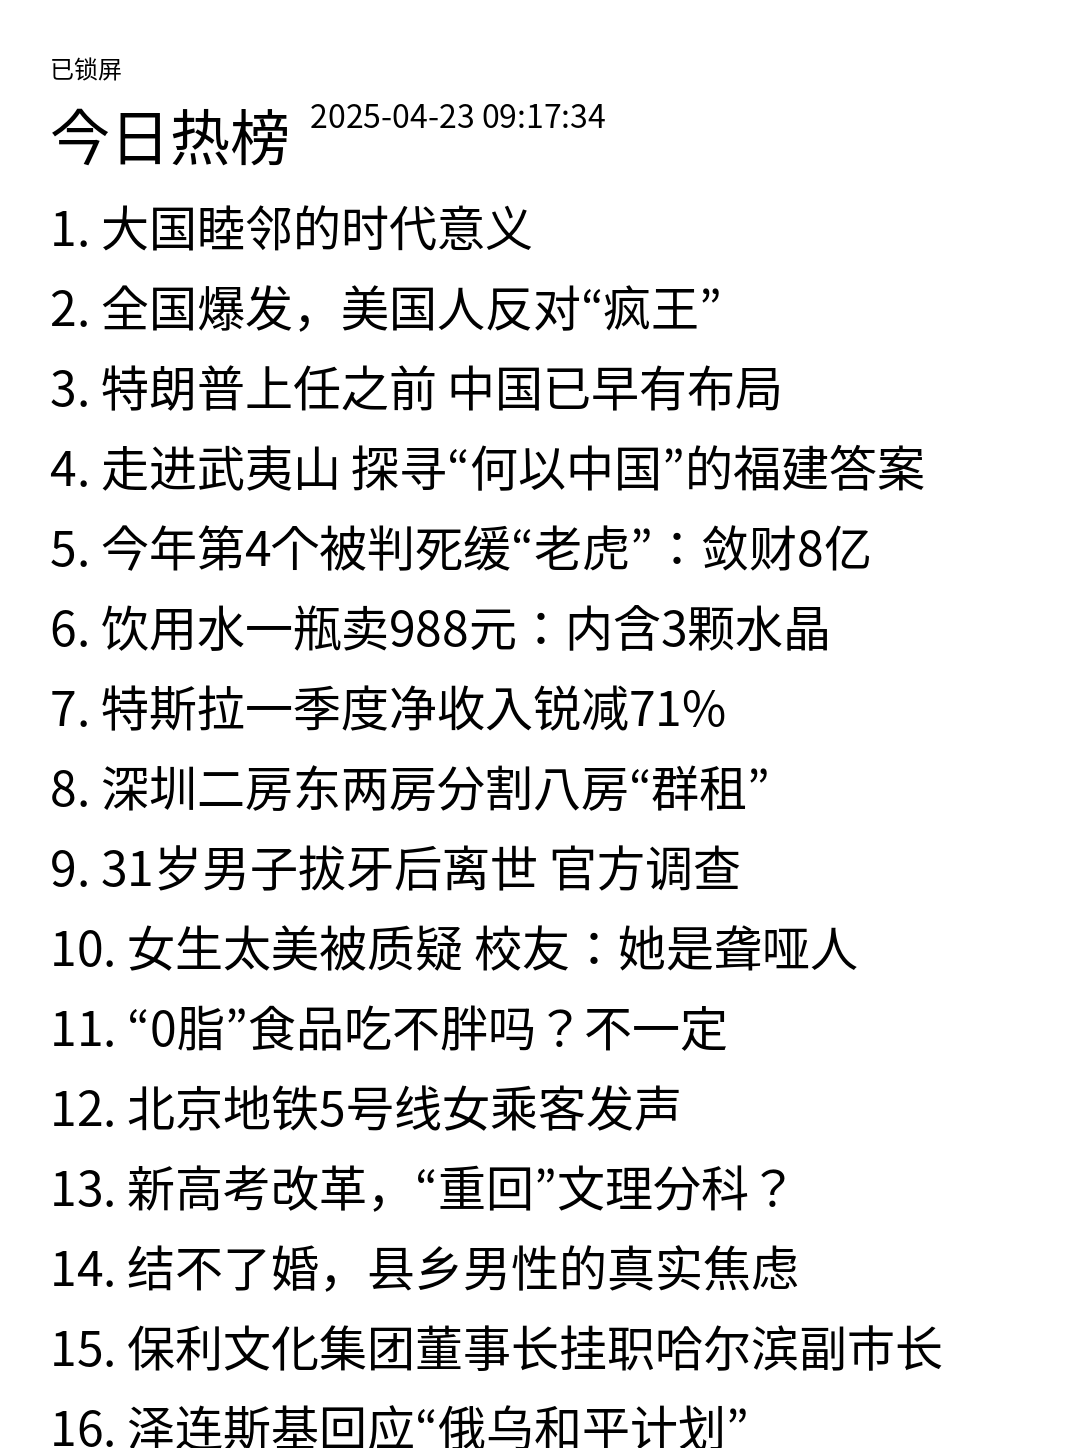 已锁屏
今日热榜 2025-04-23 09:17:34
1. 大国睦邻的时代意义
2. 全国爆发，美国人反对“疯王”
3. 特朗普上任之前 中国已早有布局
4. 走进武夷山 探寻“何以中国”的福建答案
5. 今年第4个被判死缓“老虎”：敛财8亿
6. 饮用水一瓶卖988元：内含3颗水晶
7. 特斯拉一季度净收入锐减71%
8. 深圳二房东两房分割八房“群租”
9. 31岁男子拔牙后离世 官方调查
10. 女生太美被质疑 校友：她是聋哑人
11. “0脂”食品吃不胖吗？不一定
12. 北京地铁5号线女乘客发声
13. 新高考改革，“重回”文理分科？
14. 结不了婚，县乡男性的真实焦虑
15. 保利文化集团董事长挂职哈尔滨副市长
16. 泽连斯基回应“俄乌和平计划”